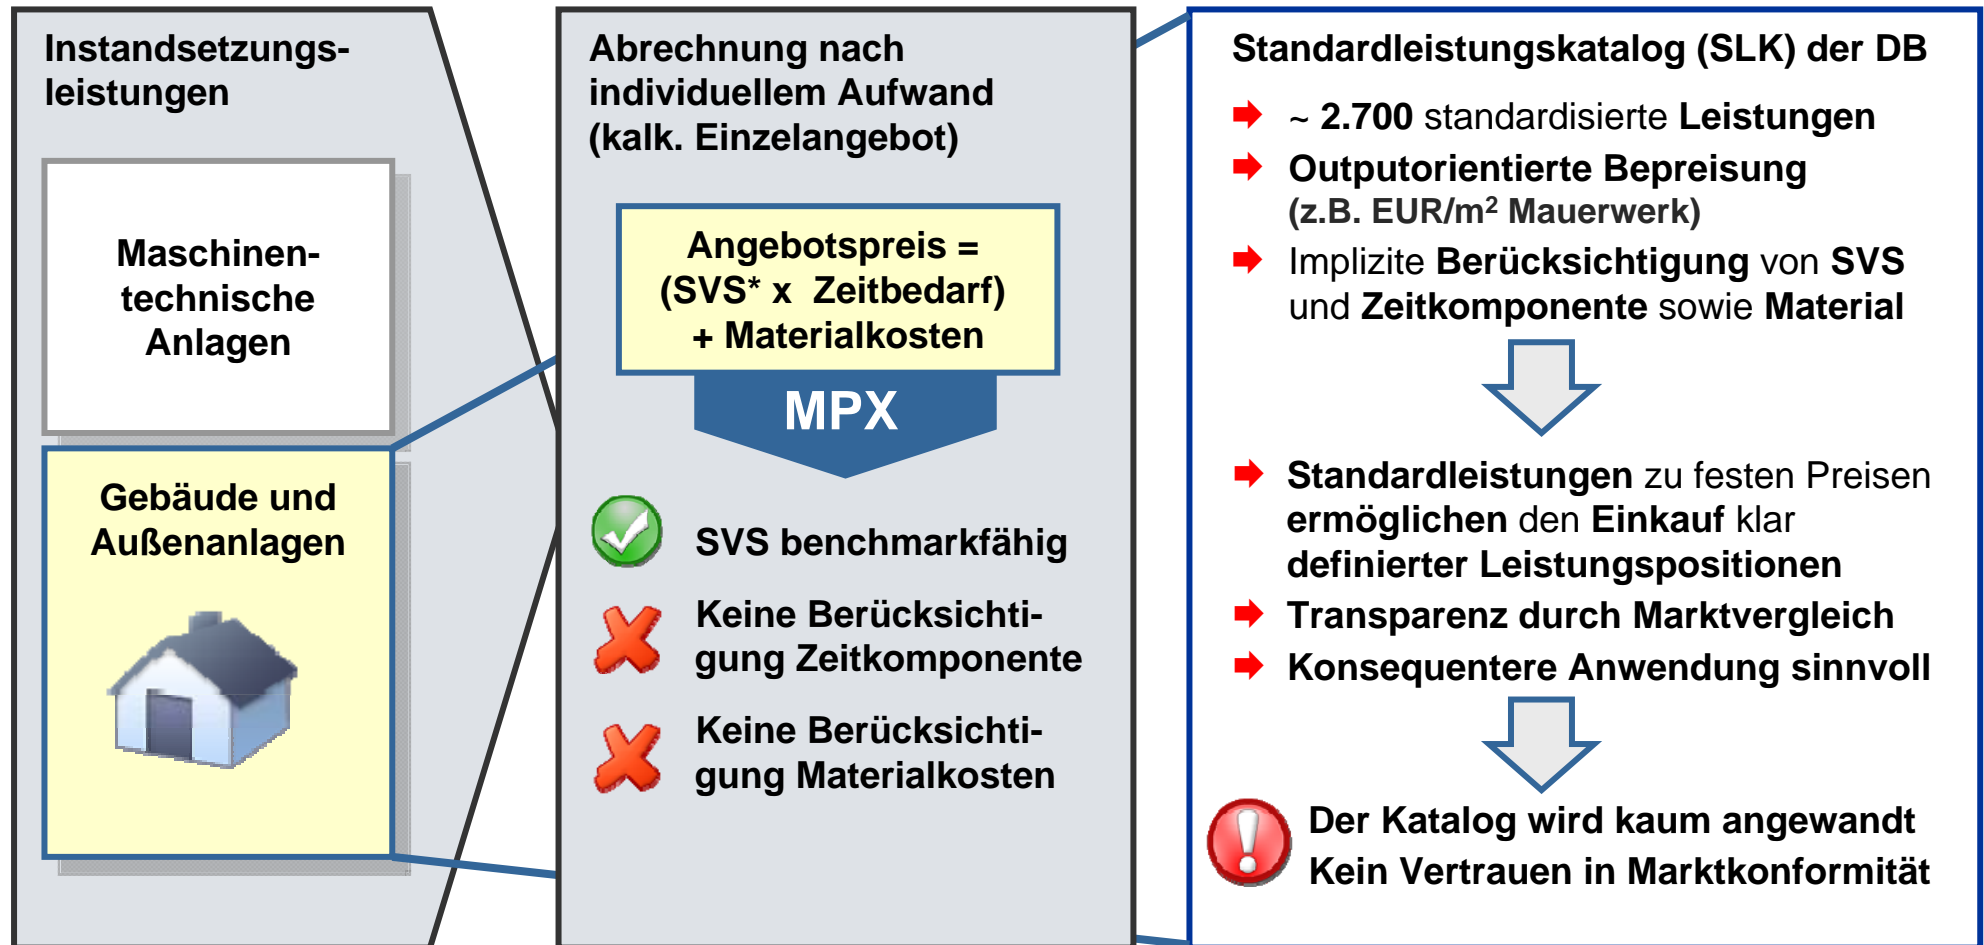 Instandsetzungs-
leistungen
Maschinen-
technische
Anlagen
Gebäude und
Außenanlagen
Abrechnung nach
individuellem Aufwand
(kalk. Einzelangebot)
Angebotspreis =
(SVS* x Zeitbedarf)
+ Materialkosten
MPX
SVS benchmarkfähig
Keine Berücksichti-
gung Zeitkomponente
Keine Berücksichti-
gung Materialkosten
Standardleistungskatalog (SLK) der DB
~ 2.700 standardisierte Leistungen
Outputorientierte Bepreisung
(z.B. EUR/m² Mauerwerk)
Implizite Berücksichtigung von SVS
und Zeitkomponente sowie Material
Standardleistungen zu festen Preisen
ermöglichen den Einkauf klar
definierter Leistungspositionen
Transparenz durch Marktvergleich
Konsequentere Anwendung sinnvoll
Der Katalog wird kaum angewandt
Kein Vertrauen in Marktkonformität